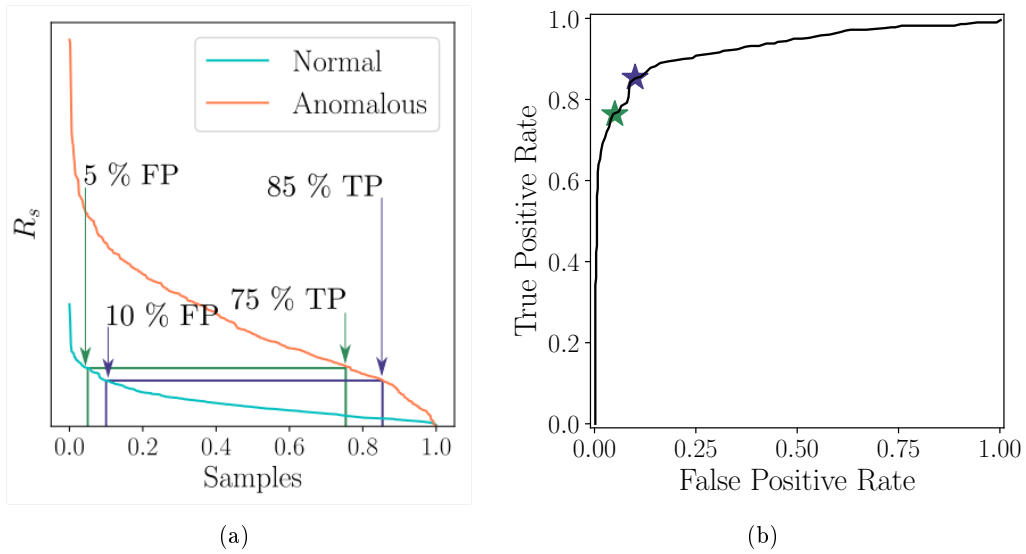 Normal
Anomalous
5 % FP
85 % TP
10 % FP
75 % TP
R_s
0.0 0.2 0.4 0.6 0.8 1.0
Samples
(a)
1.0
0.8
0.6
0.4
0.2
0.0
True Positive Rate
0.00 0.25 0.50 0.75 1.00
False Positive Rate
(b)